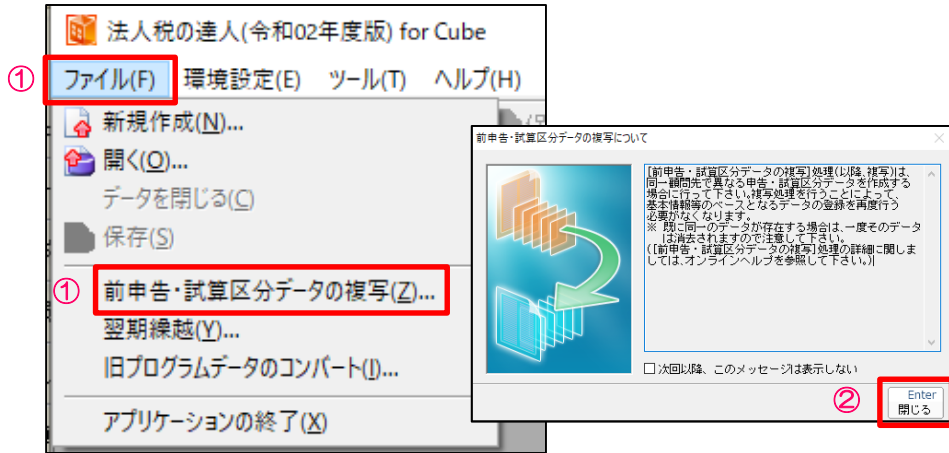 法人税の達人(令和02年度版) for Cube
①
ファイル(F) 環境設定(E) ツール(T) ヘルプ(H)
新規作成(N)...
開く(O)...
データを閉じる(C)
保存(S)
①
前申告・試算区分データの複写(Z)...
翌期繰越(Y)...
旧プログラムデータのコンバート(I)...
アプリケーションの終了(X)
前申告・試算区分データの複写について
[前申告・試算区分データの複写]処理(以降、複写)は、
同一顧問先で異なる申告・試算区分データを作成する
場合に行って下さい。複写処理を行うことによって、
基本情報等のベースとなるデータの登録を再度行う
必要がなくなります。
※ 既に同一のデータが存在する場合は、一度そのデータ
は消去されますので注意して下さい。
([前申告・試算区分データの複写]処理の詳細に関しま
しては、オンラインヘルプを参照して下さい。)
次回以降、このメッセージは表示しない
②
Enter
閉じる